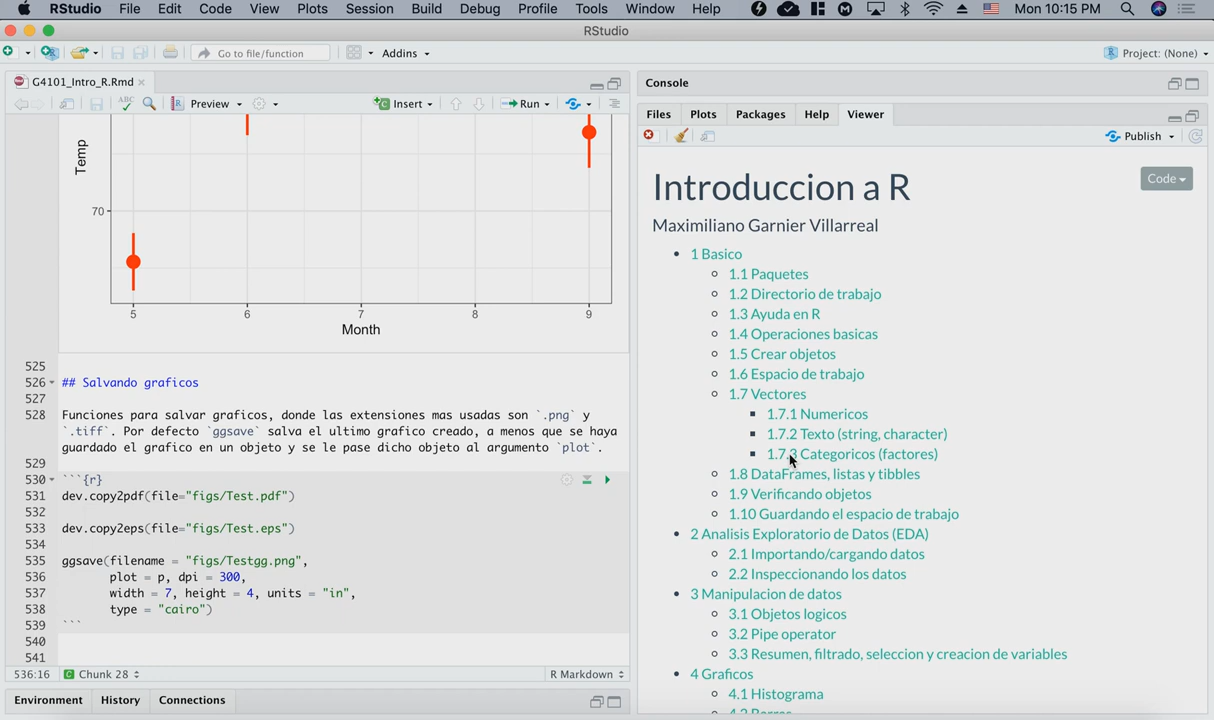 RStudio File Edit Code View Plots Session Build Debug Profile Tools Window Help Mon 10:15 PM
RStudio
Go to file/function Addins Project: (None)
G4101_Intro_R.Rmd
ABC Preview Insert Run
Temp
70
5 6 7 8 9
Month
525
526 ## Salvando graficos
527
528 Funciones para salvar graficos, donde las extensiones mas usadas son `.png` y
`.tiff`. Por defecto `ggsave` salva el ultimo grafico creado, a menos que se haya
guardado el grafico en un objeto y se le pase dicho objeto al argumento `plot`.
529
530 ```{r}
531 dev.copy2pdf(file="figs/Test.pdf")
532
533 dev.copy2eps(file="figs/Test.eps")
534
535 ggsave(filename = "figs/Testgg.png",
536 plot = p, dpi = 300,
537 width = 7, height = 4, units = "in",
538 type = "cairo")
539 ```
540
541
536:16 Chunk 28 R Markdown
Environment History Connections
Console
Files Plots Packages Help Viewer
Publish
Introduccion a R
Code
Maximiliano Garnier Villarreal
1 Basico
1.1 Paquetes
1.2 Directorio de trabajo
1.3 Ayuda en R
1.4 Operaciones basicas
1.5 Crear objetos
1.6 Espacio de trabajo
1.7 Vectores
1.7.1 Numericos
1.7.2 Texto (string, character)
1.7.3 Categoricos (factores)
1.8 DataFrames, listas y tibbles
1.9 Verificando objetos
1.10 Guardando el espacio de trabajo
2 Analisis Exploratorio de Datos (EDA)
2.1 Importando/cargando datos
2.2 Inspeccionando los datos
3 Manipulacion de datos
3.1 Objetos logicos
3.2 Pipe operator
3.3 Resumen, filtrado, seleccion y creacion de variables
4 Graficos
4.1 Histograma
4.2 Barras